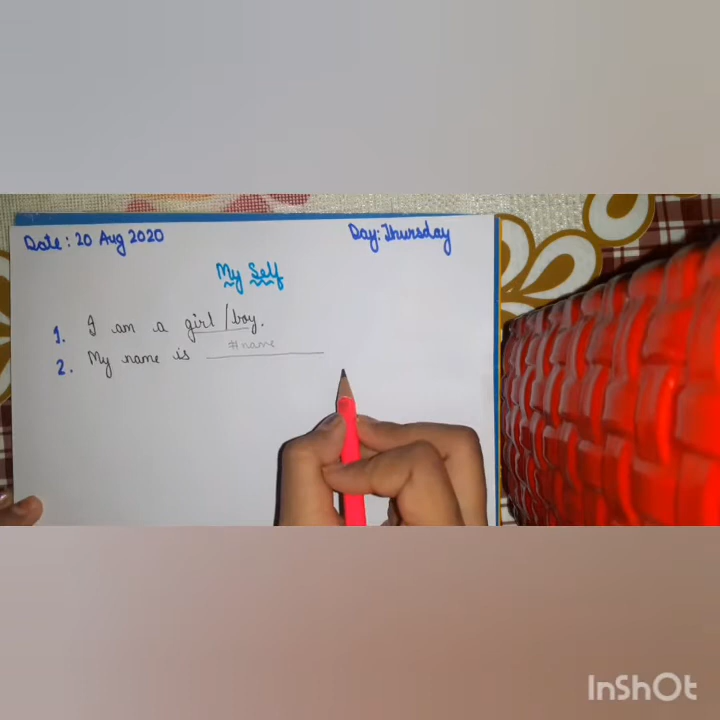 Date : 20 Aug 2020
Day: Thursday
My Self
1. I am a girl / boy.
2. My name is #name
InShOt